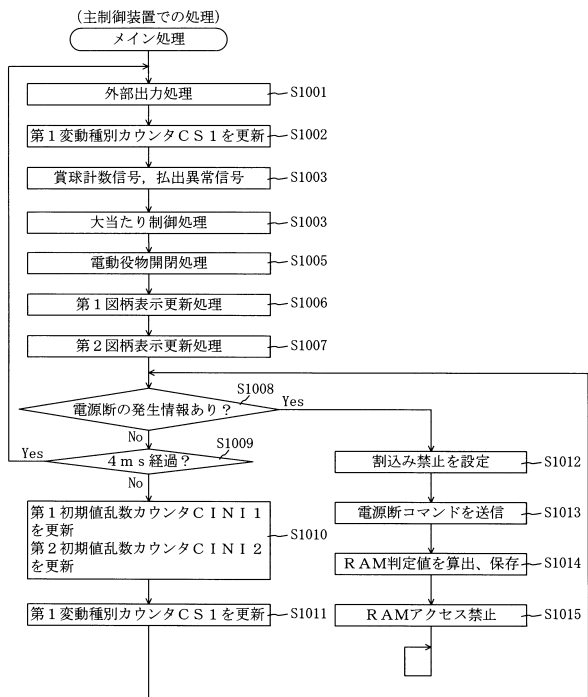 (主制御装置での処理)
メイン処理
外部出力処理
S1001
第1変動種別カウンタCS1を更新
S1002
賞球計数信号，払出異常信号
S1003
大当たり制御処理
S1003
電動役物開閉処理
S1005
第1図柄表示更新処理
S1006
第2図柄表示更新処理
S1007
S1008
電源断の発生情報あり？
Yes
No
S1009
Yes
4ms経過？
No
割込み禁止を設定
S1012
第1初期値乱数カウンタCINI1
を更新
第2初期値乱数カウンタCINI2
を更新
S1010
電源断コマンドを送信
S1013
RAM判定値を算出、保存
S1014
第1変動種別カウンタCS1を更新
S1011
RAMアクセス禁止
S1015